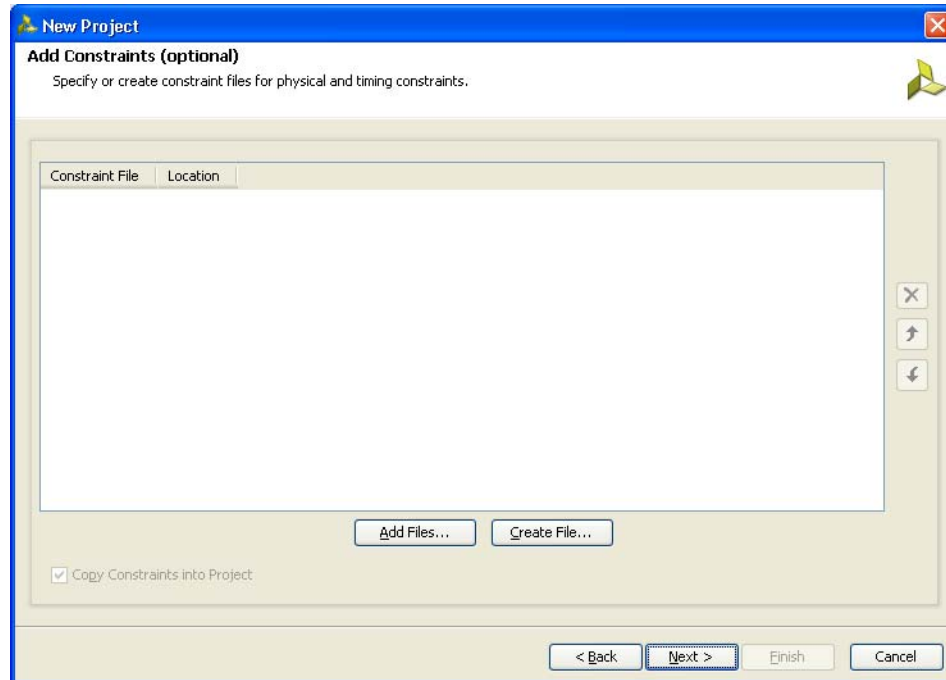 New Project
Add Constraints (optional)
Specify or create constraint files for physical and timing constraints.
Constraint File Location
Add Files... Create File...
Copy Constraints into Project
< Back Next > Finish Cancel